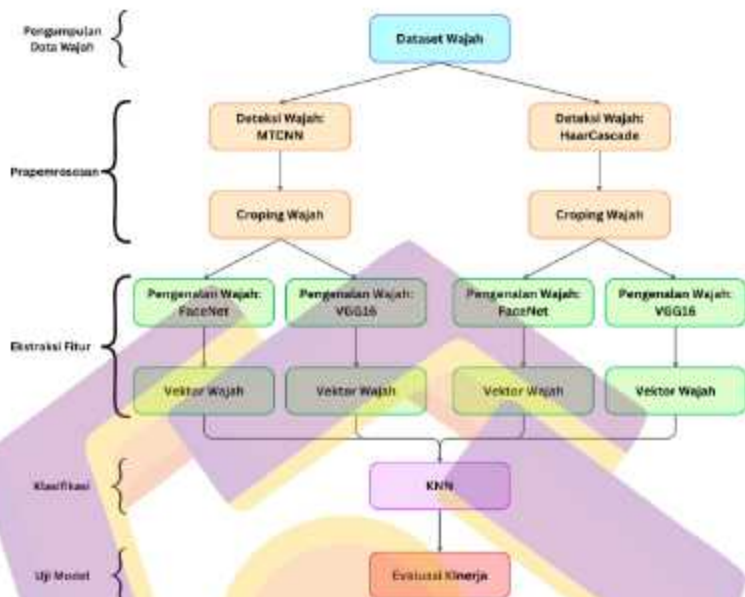 Pengumpulan
Data Wajah
Dataset Wajah
Prapemrosesan
Deteksi Wajah:
MTCNN
Deteksi Wajah:
HaarCascade
Croping Wajah
Croping Wajah
Ekstraksi Fitur
Pengenalan Wajah:
FaceNet
Pengenalan Wajah:
VGG16
Pengenalan Wajah:
FaceNet
Pengenalan Wajah:
VGG16
Vektor Wajah
Vektor Wajah
Vektor Wajah
Vektor Wajah
Klasifikasi
KNN
Uji Model
Evaluasi Kinerja